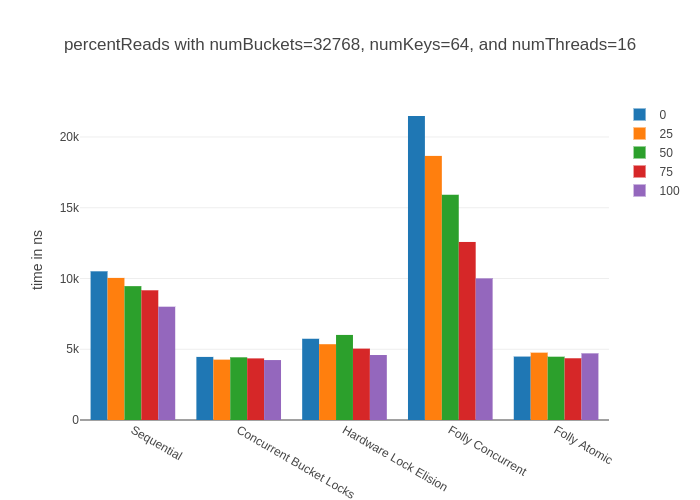 percentReads with numBuckets=32768, numKeys=64, and numThreads=16
0
25
50
75
100
time in ns
20k
15k
10k
5k
0
Sequential
Concurrent Bucket Locks
Hardware Lock Elision
Folly Concurrent
Folly Atomic